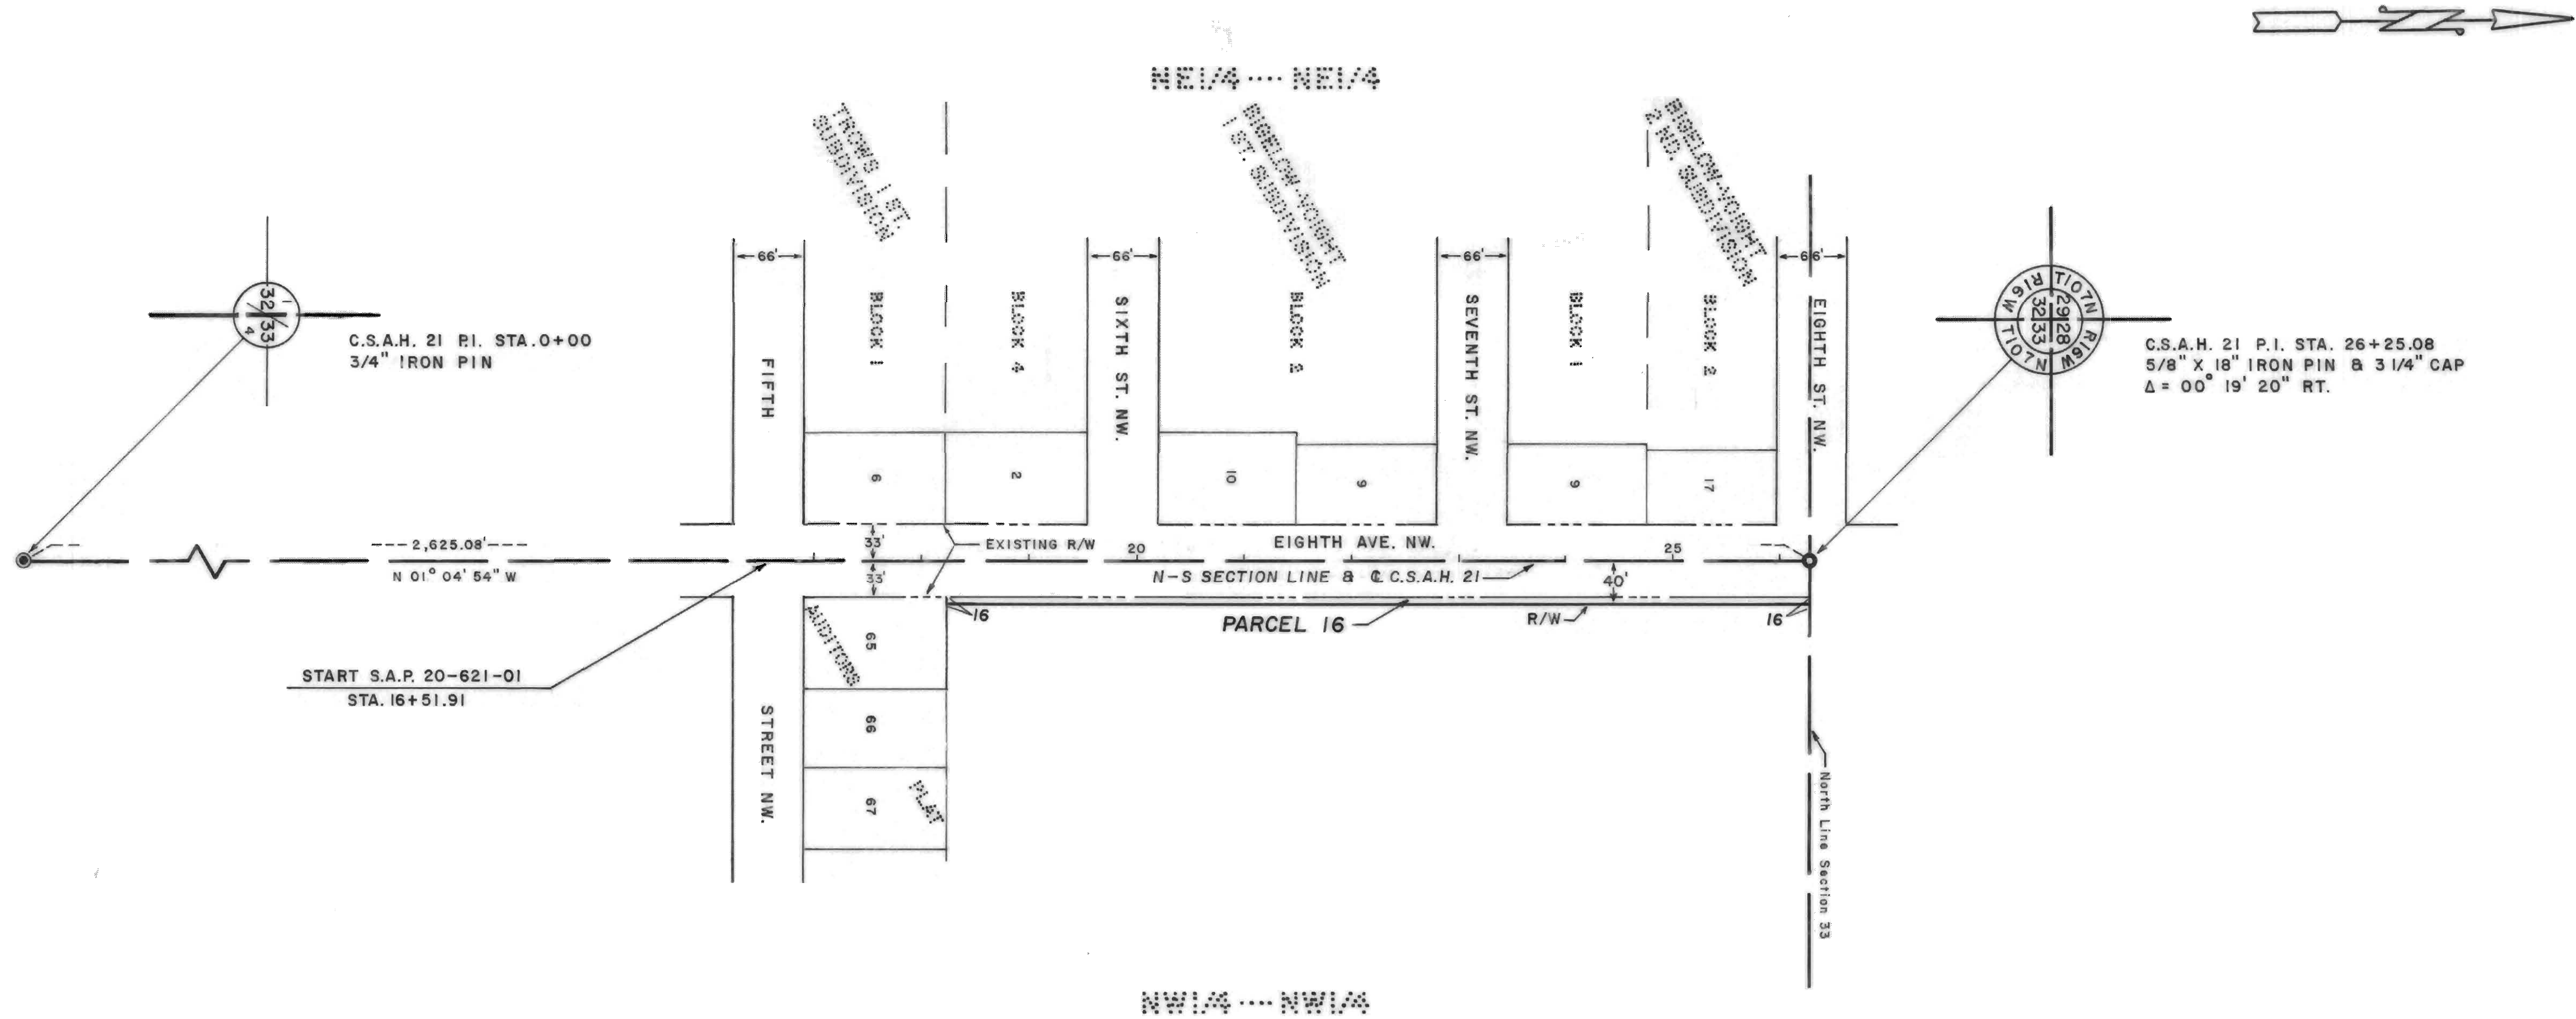 NE1/4 ···· NE1/4
TROW'S 1 ST.
SUBDIVISION
BIGELOW-VOIGHT
1 ST. SUBDIVISION
BIGELOW-VOIGHT
2 ND. SUBDIVISION
66'
66'
66'
66'
32
33
1
4
C.S.A.H. 21 P.I. STA. 0+00
3/4" IRON PIN
FIFTH
BLOCK 1
BLOCK 4
SIXTH ST. NW.
BLOCK 2
SEVENTH ST. NW.
BLOCK 1
BLOCK 2
EIGHTH ST. NW.
T107N R16W
T107N R16W
29 28
32 33
C.S.A.H. 21 P.I. STA. 26+25.08
5/8" X 18" IRON PIN & 3 1/4" CAP
Δ = 00° 19' 20" RT.
6
2
10
9
9
17
2,625.08'
N 01° 04' 54" W
33'
33'
EXISTING R/W
20
EIGHTH AVE. NW.
25
N-S SECTION LINE & ℄ C.S.A.H. 21
40'
16
PARCEL 16
R/W
16
START S.A.P. 20-621-01
STA. 16+51.91
STREET NW.
AUDITORS
PLAT
65
66
67
North Line Section 33
NW1/4 ···· NW1/4